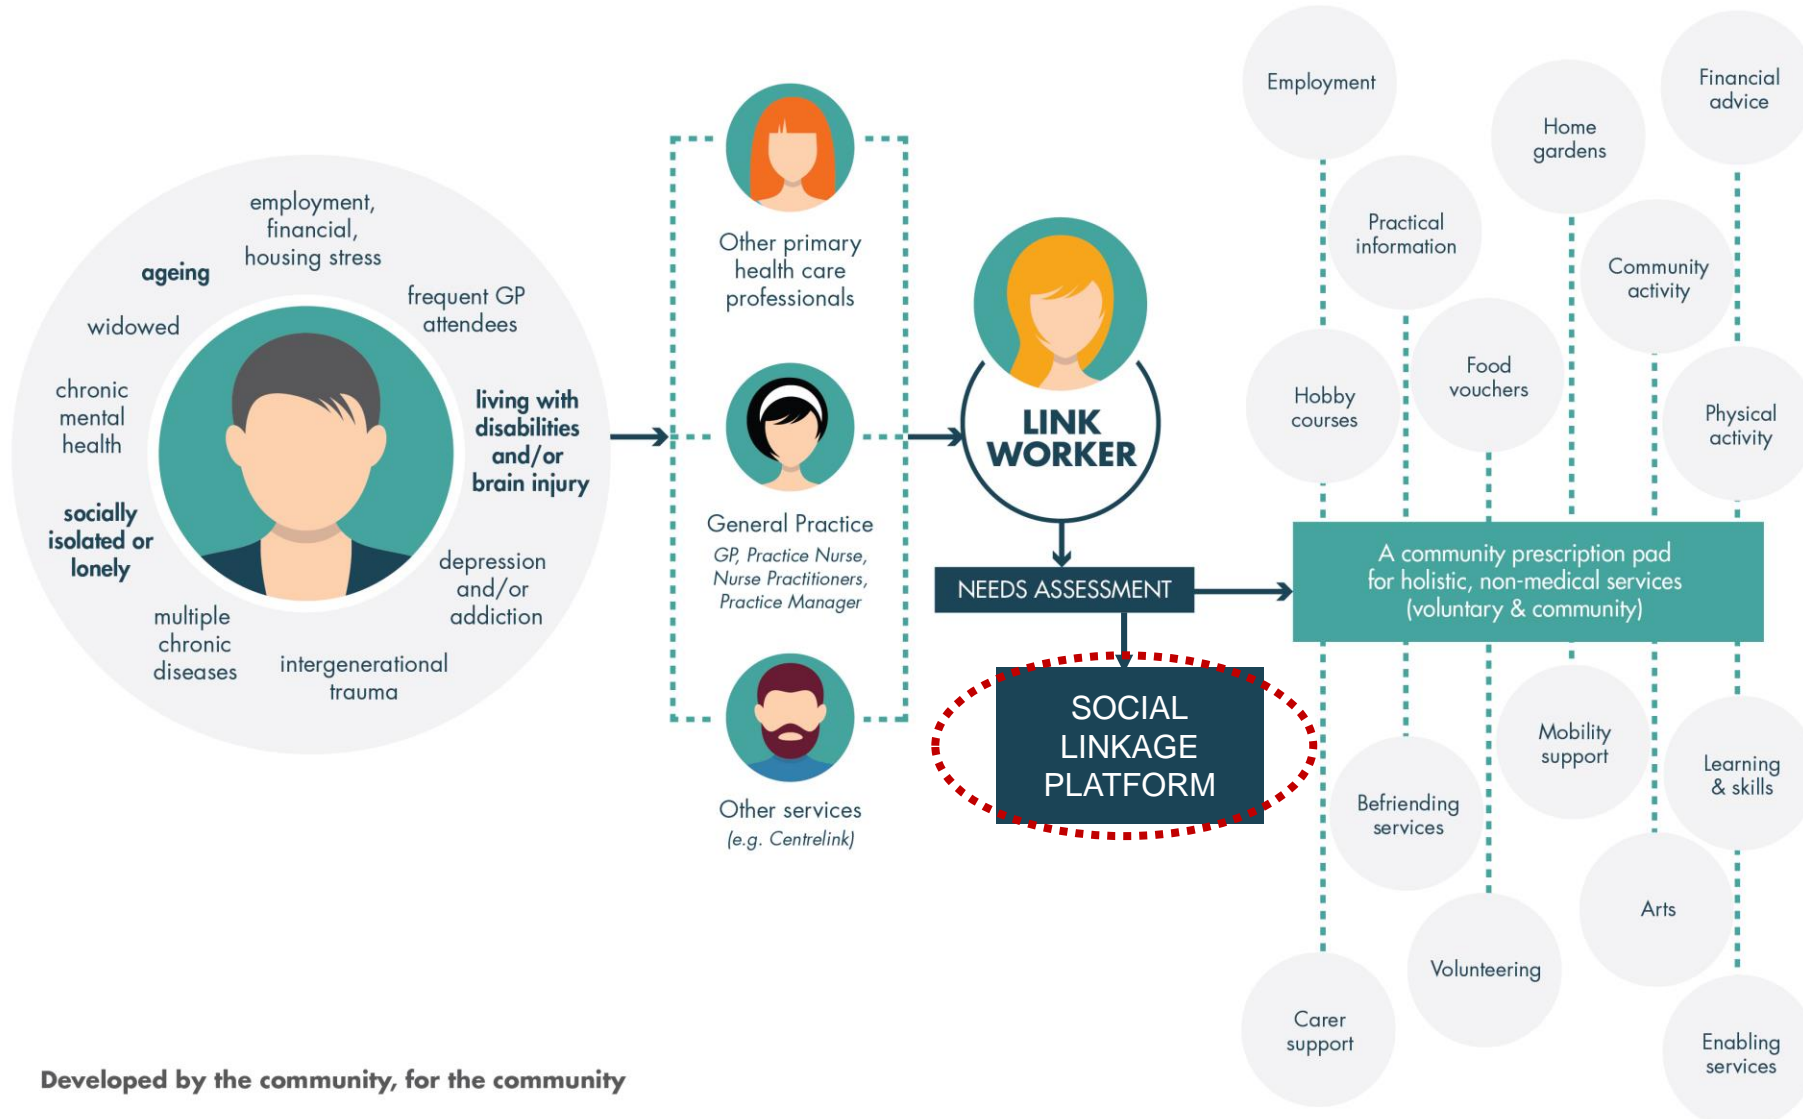 employment,
financial,
housing stress
ageing
frequent GP
attendees
widowed
chronic
mental
health
living with
disabilities
and/or
brain injury
socially
isolated or
lonely
depression
and/or
addiction
multiple
chronic
diseases
intergenerational
trauma
Other primary
health care
professionals
General Practice
GP, Practice Nurse,
Nurse Practitioners,
Practice Manager
Other services
(e.g. Centrelink)
LINK
WORKER
NEEDS ASSESSMENT
SOCIAL
LINKAGE
PLATFORM
Employment
Financial
advice
Home
gardens
Practical
information
Community
activity
Food
vouchers
Hobby
courses
Physical
activity
A community prescription pad
for holistic, non-medical services
(voluntary & community)
Mobility
support
Learning
& skills
Befriending
services
Arts
Volunteering
Carer
support
Enabling
services
Developed by the community, for the community